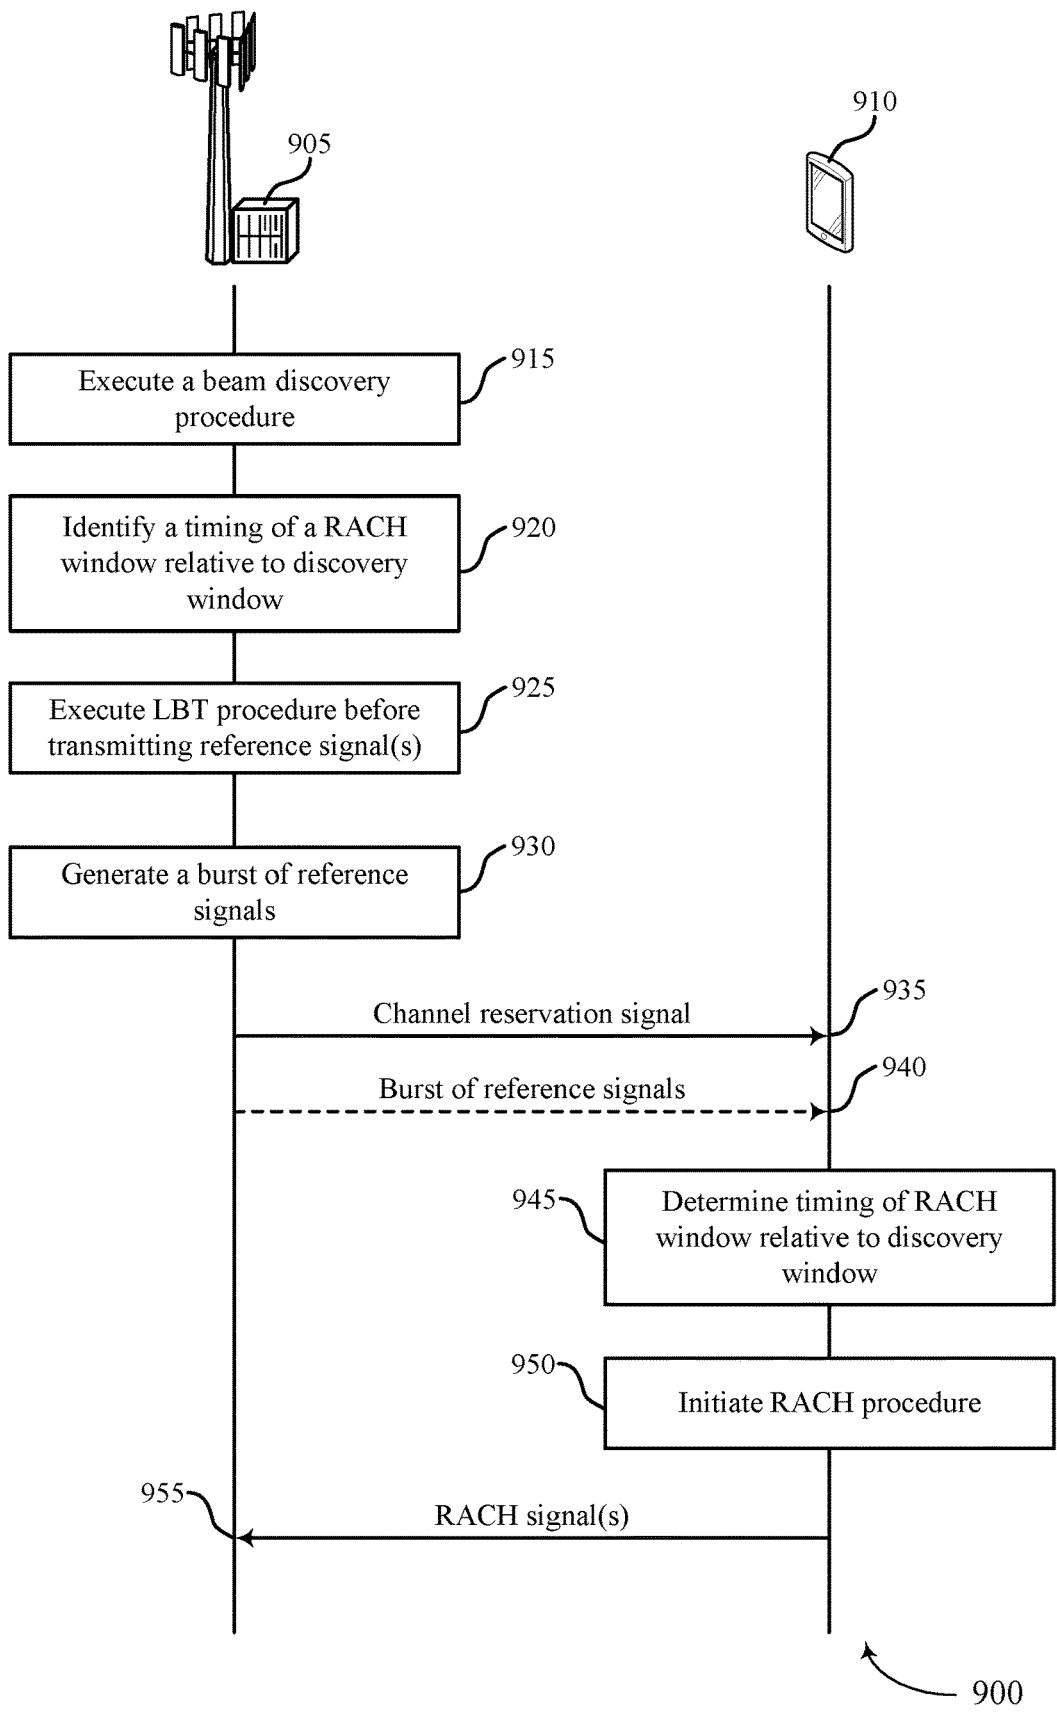 910
905
915
Execute a beam discovery
procedure
920
Identify a timing of a RACH
window relative to discovery
window
925
Execute LBT procedure before
transmitting reference signal(s)
930
Generate a burst of reference
signals
935
Channel reservation signal
940
Burst of reference signals
945
Determine timing of RACH
window relative to discovery
window
950
Initiate RACH procedure
955
RACH signal(s)
900